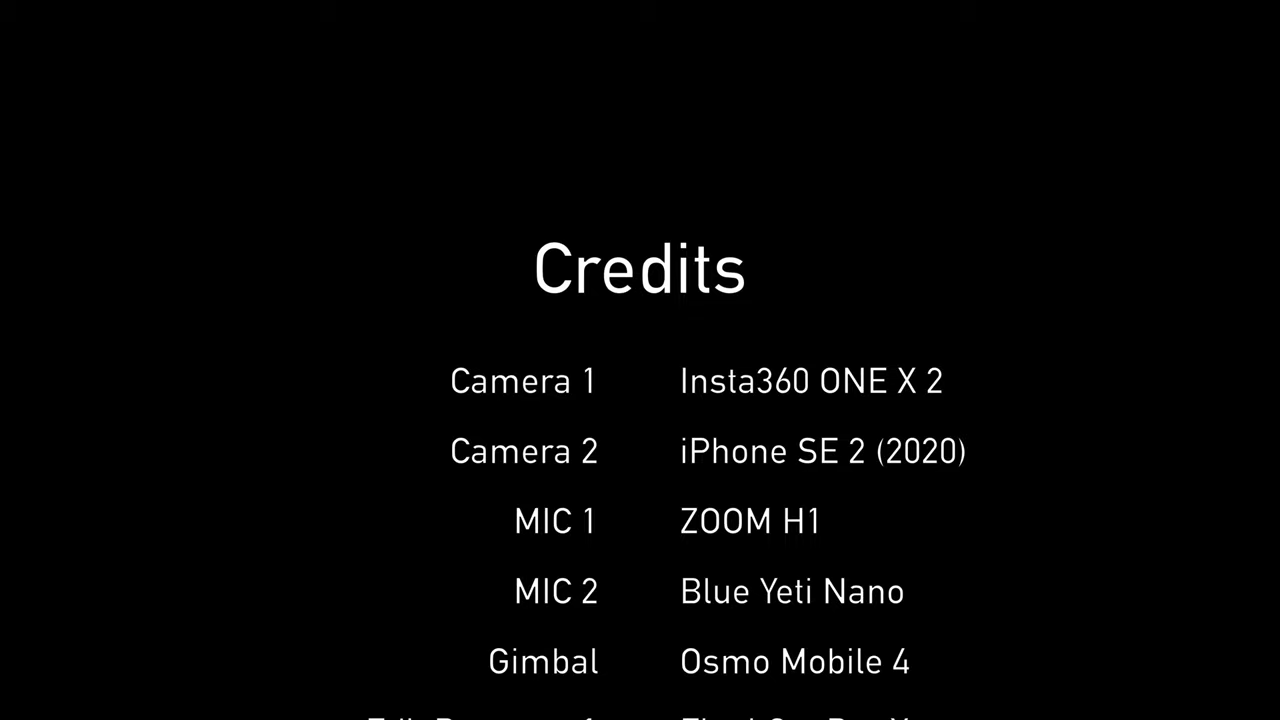 Credits
Camera 1 Insta360 ONE X 2
Camera 2 iPhone SE 2 (2020)
MIC 1 ZOOM H1
MIC 2 Blue Yeti Nano
Gimbal Osmo Mobile 4